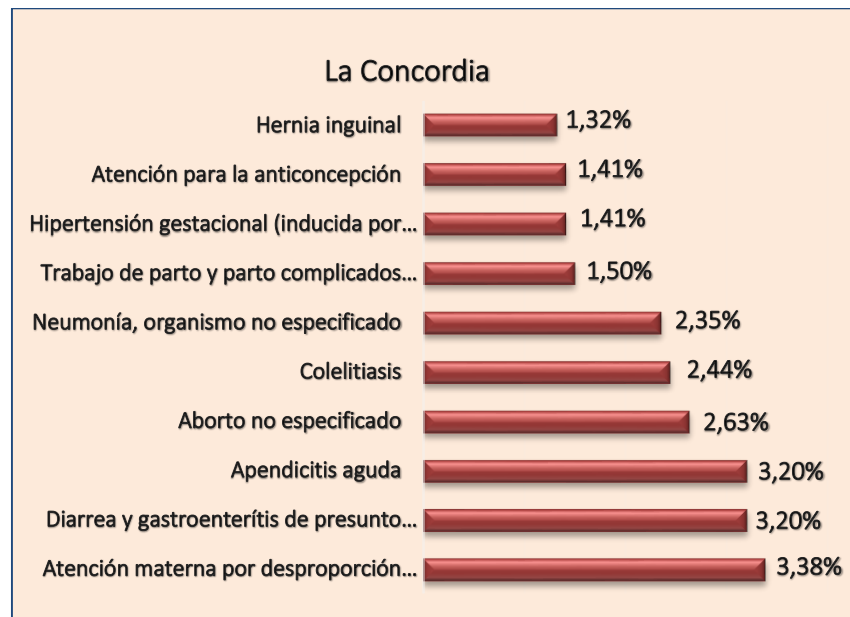 La Concordia
Hernia inguinal 1,32%
Atención para la anticoncepción 1,41%
Hipertensión gestacional (inducida por... 1,41%
Trabajo de parto y parto complicados... 1,50%
Neumonía, organismo no especificado 2,35%
Colelitiasis 2,44%
Aborto no especificado 2,63%
Apendicitis aguda 3,20%
Diarrea y gastroenterítis de presunto... 3,20%
Atención materna por desproporción... 3,38%